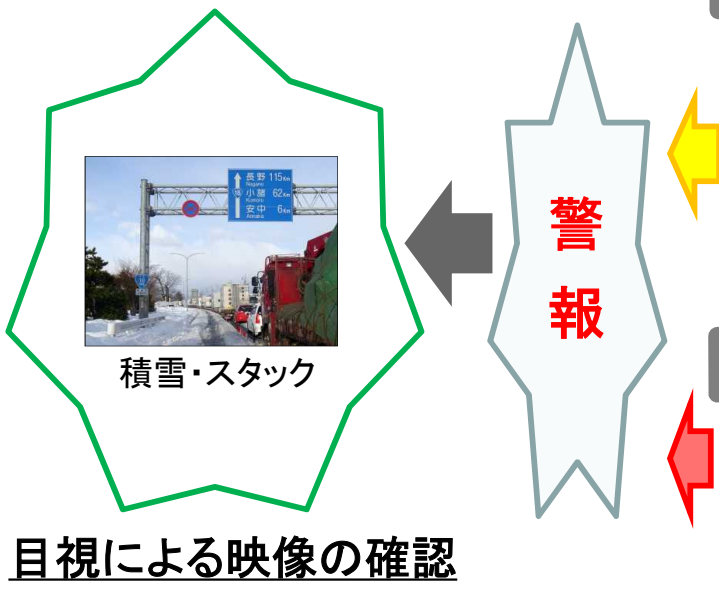 長野 115km
Nagano
小諸 62km
Komoro
安中 6km
Annaka
積雪・スタック
警
報
目視による映像の確認